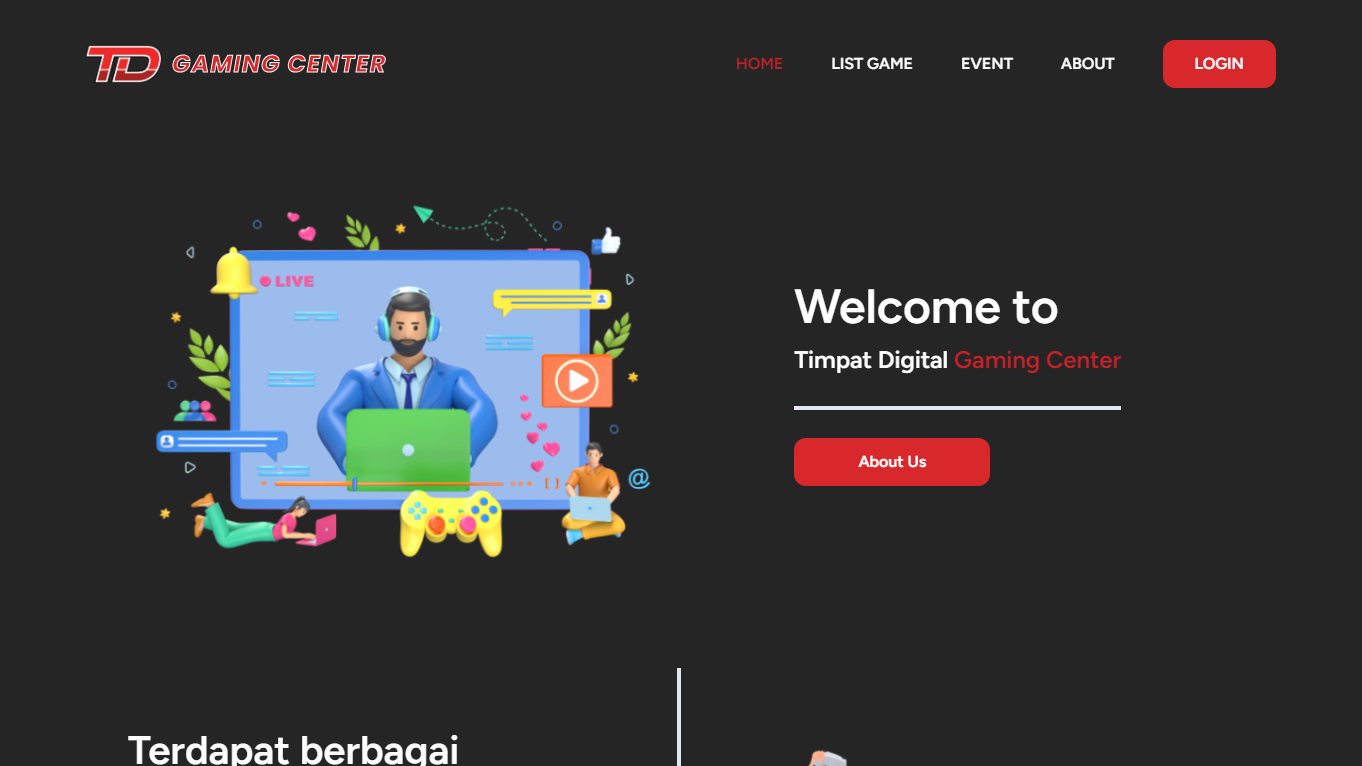 TD GAMING CENTER
HOME
LIST GAME
EVENT
ABOUT
LOGIN
LIVE
@
Welcome to
Timpat Digital Gaming Center
About Us
Terdapat berbagai